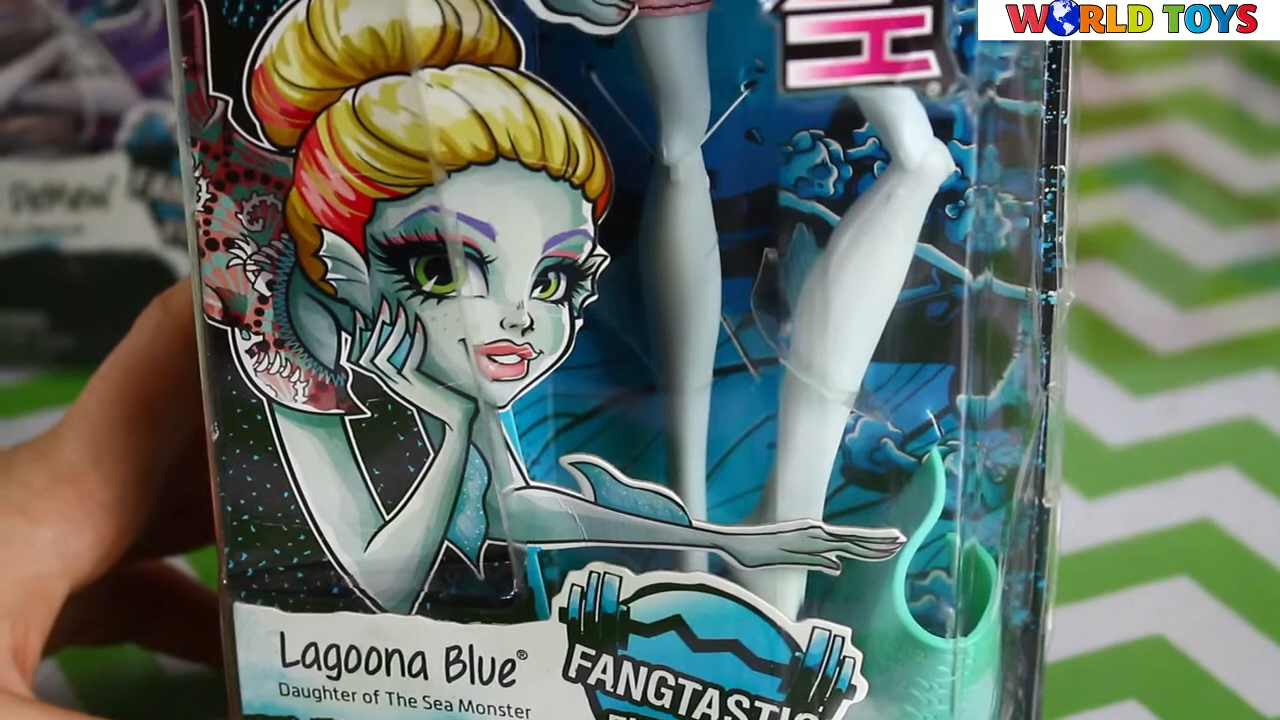 WORLD TOYS
H
Lagoona Blue®
Daughter of The Sea Monster
FANGTASTIC